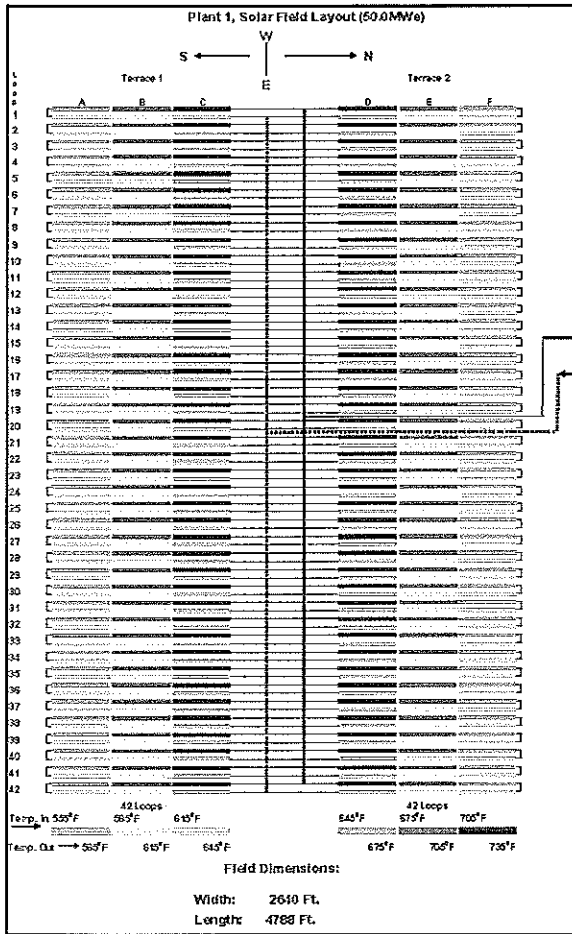 Plant 1, Solar Field Layout (50.0MWe)
W
S N
E
Terrace 1 Terrace 2
L
O
O
P
S
A B C D E F
1
2
3
4
5
6
7
8
9
10
11
12
13
14
15
16
17
18
19
20
21
22
23
24
25
26
27
28
29
30
31
32
33
34
35
36
37
38
39
40
41
42
42 Loops 42 Loops
Temp. In 555°F 585°F 615°F 645°F 675°F 705°F
Temp. Out 585°F 615°F 645°F 675°F 705°F 735°F
Field Dimensions:
Width: 2640 Ft.
Length: 4788 Ft.